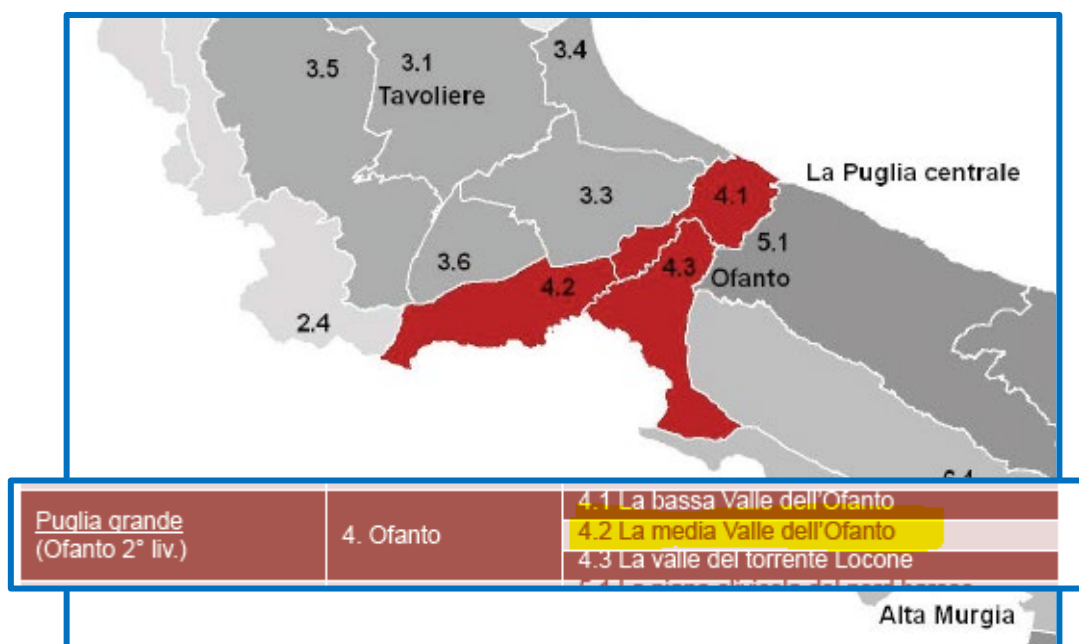 3.4
3.5
3.1
Tavoliere
La Puglia centrale
3.3
4.1
5.1
3.6
4.3
Ofanto
4.2
2.4
4.1 La bassa Valle dell'Ofanto
Puglia grande
(Ofanto 2° liv.)
4. Ofanto
4.2 La media Valle dell'Ofanto
4.3 La valle del torrente Locone
Alta Murgia